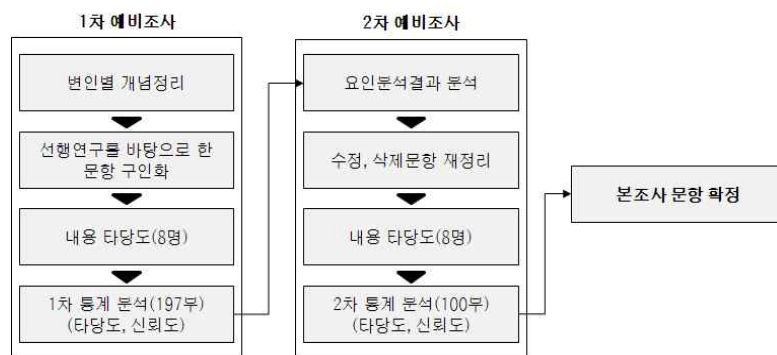 1차 예비조사
변인별 개념정리
선행연구를 바탕으로 한
문항 구인화
내용 타당도(8명)
1차 통계 분석(197부)
(타당도, 신뢰도)
2차 예비조사
요인분석결과 분석
수정, 삭제문항 재정리
내용 타당도(8명)
2차 통계 분석(100부)
(타당도, 신뢰도)
본조사 문항 확정